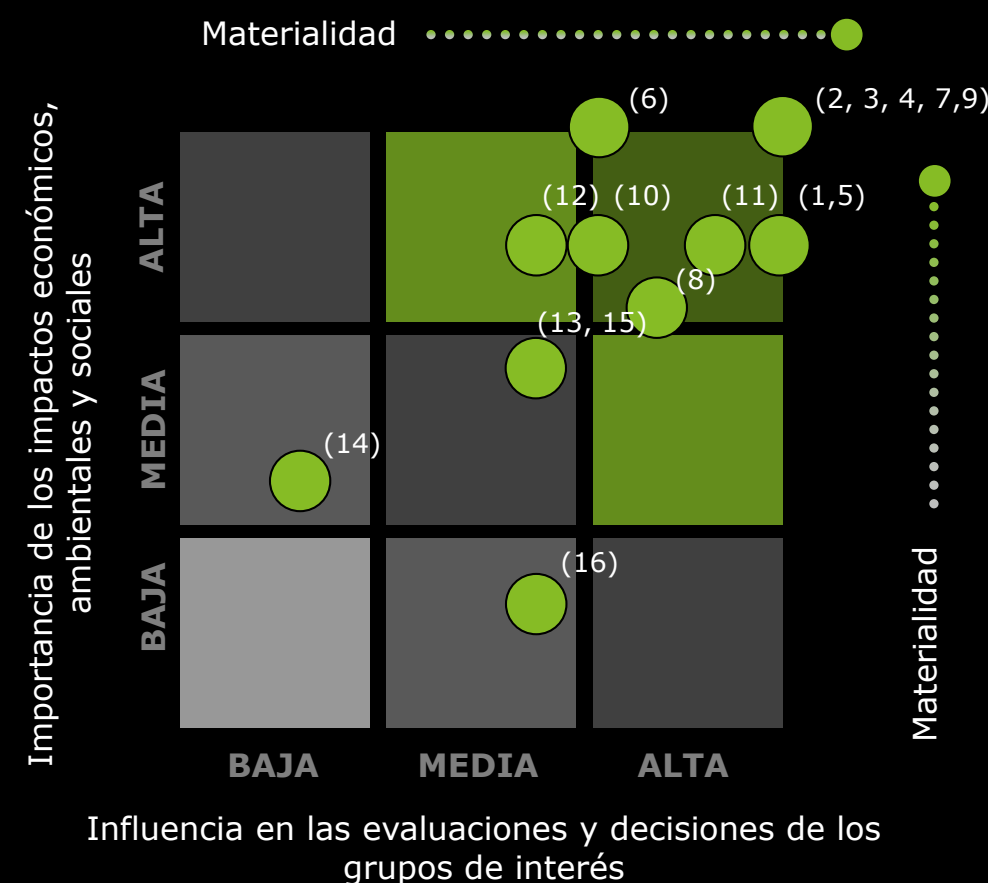 Materialidad
(6)
(2, 3, 4, 7,9)
(12)
(10)
(11)
(1,5)
(8)
(13, 15)
(14)
(16)
Importancia de los impactos económicos,
ambientales y sociales
ALTA
MEDIA
BAJA
Materialidad
BAJA
MEDIA
ALTA
Influencia en las evaluaciones y decisiones de los
grupos de interés